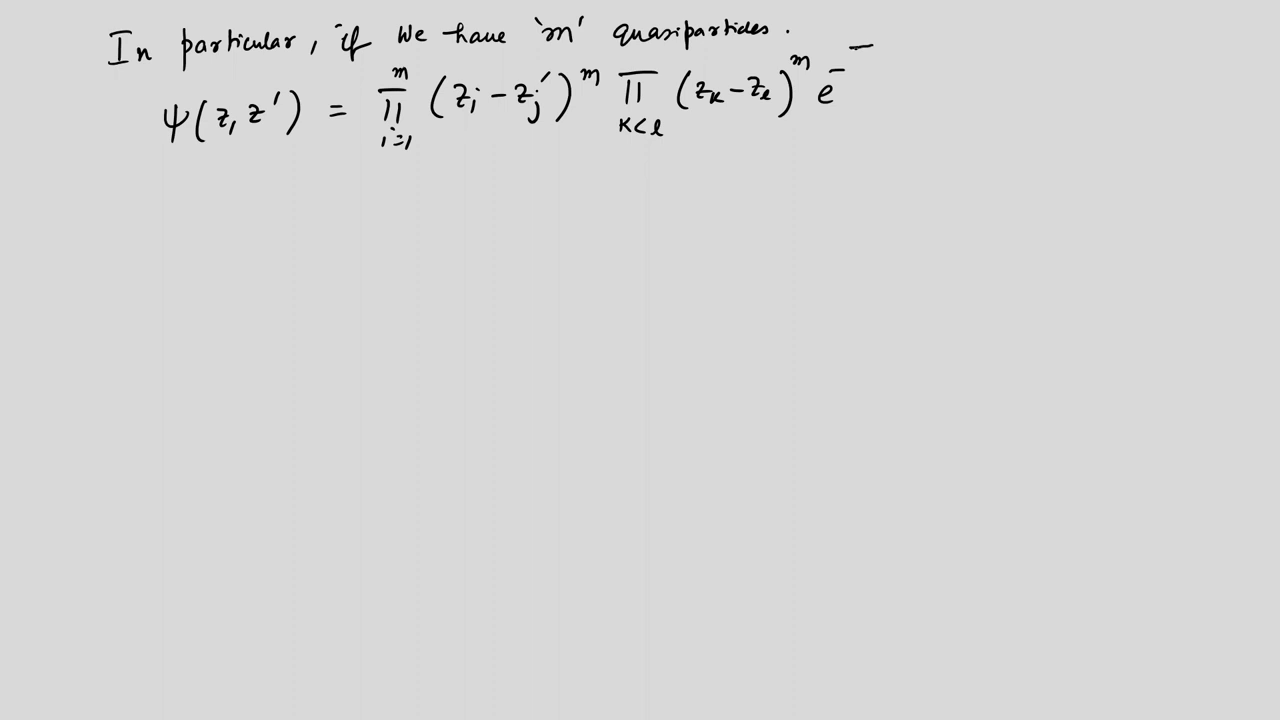 In particular, if we have 'm' quasiparticles.
ψ(z, z') = ∏_{i=1}^{m} (z_i - z_j')^m ∏_{k<l} (z_k - z_l)^m e^{- -}